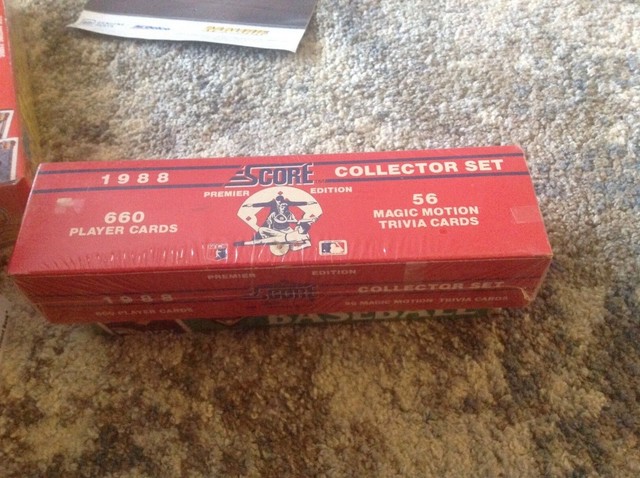 1988
SCORE
COLLECTOR SET
PREMIER EDITION
660
PLAYER CARDS
56
MAGIC MOTION
TRIVIA CARDS
PREMIER EDITION
1988
SCORE
COLLECTOR SET
660 PLAYER CARDS
56 MAGIC MOTION TRIVIA CARDS
BASEBALL